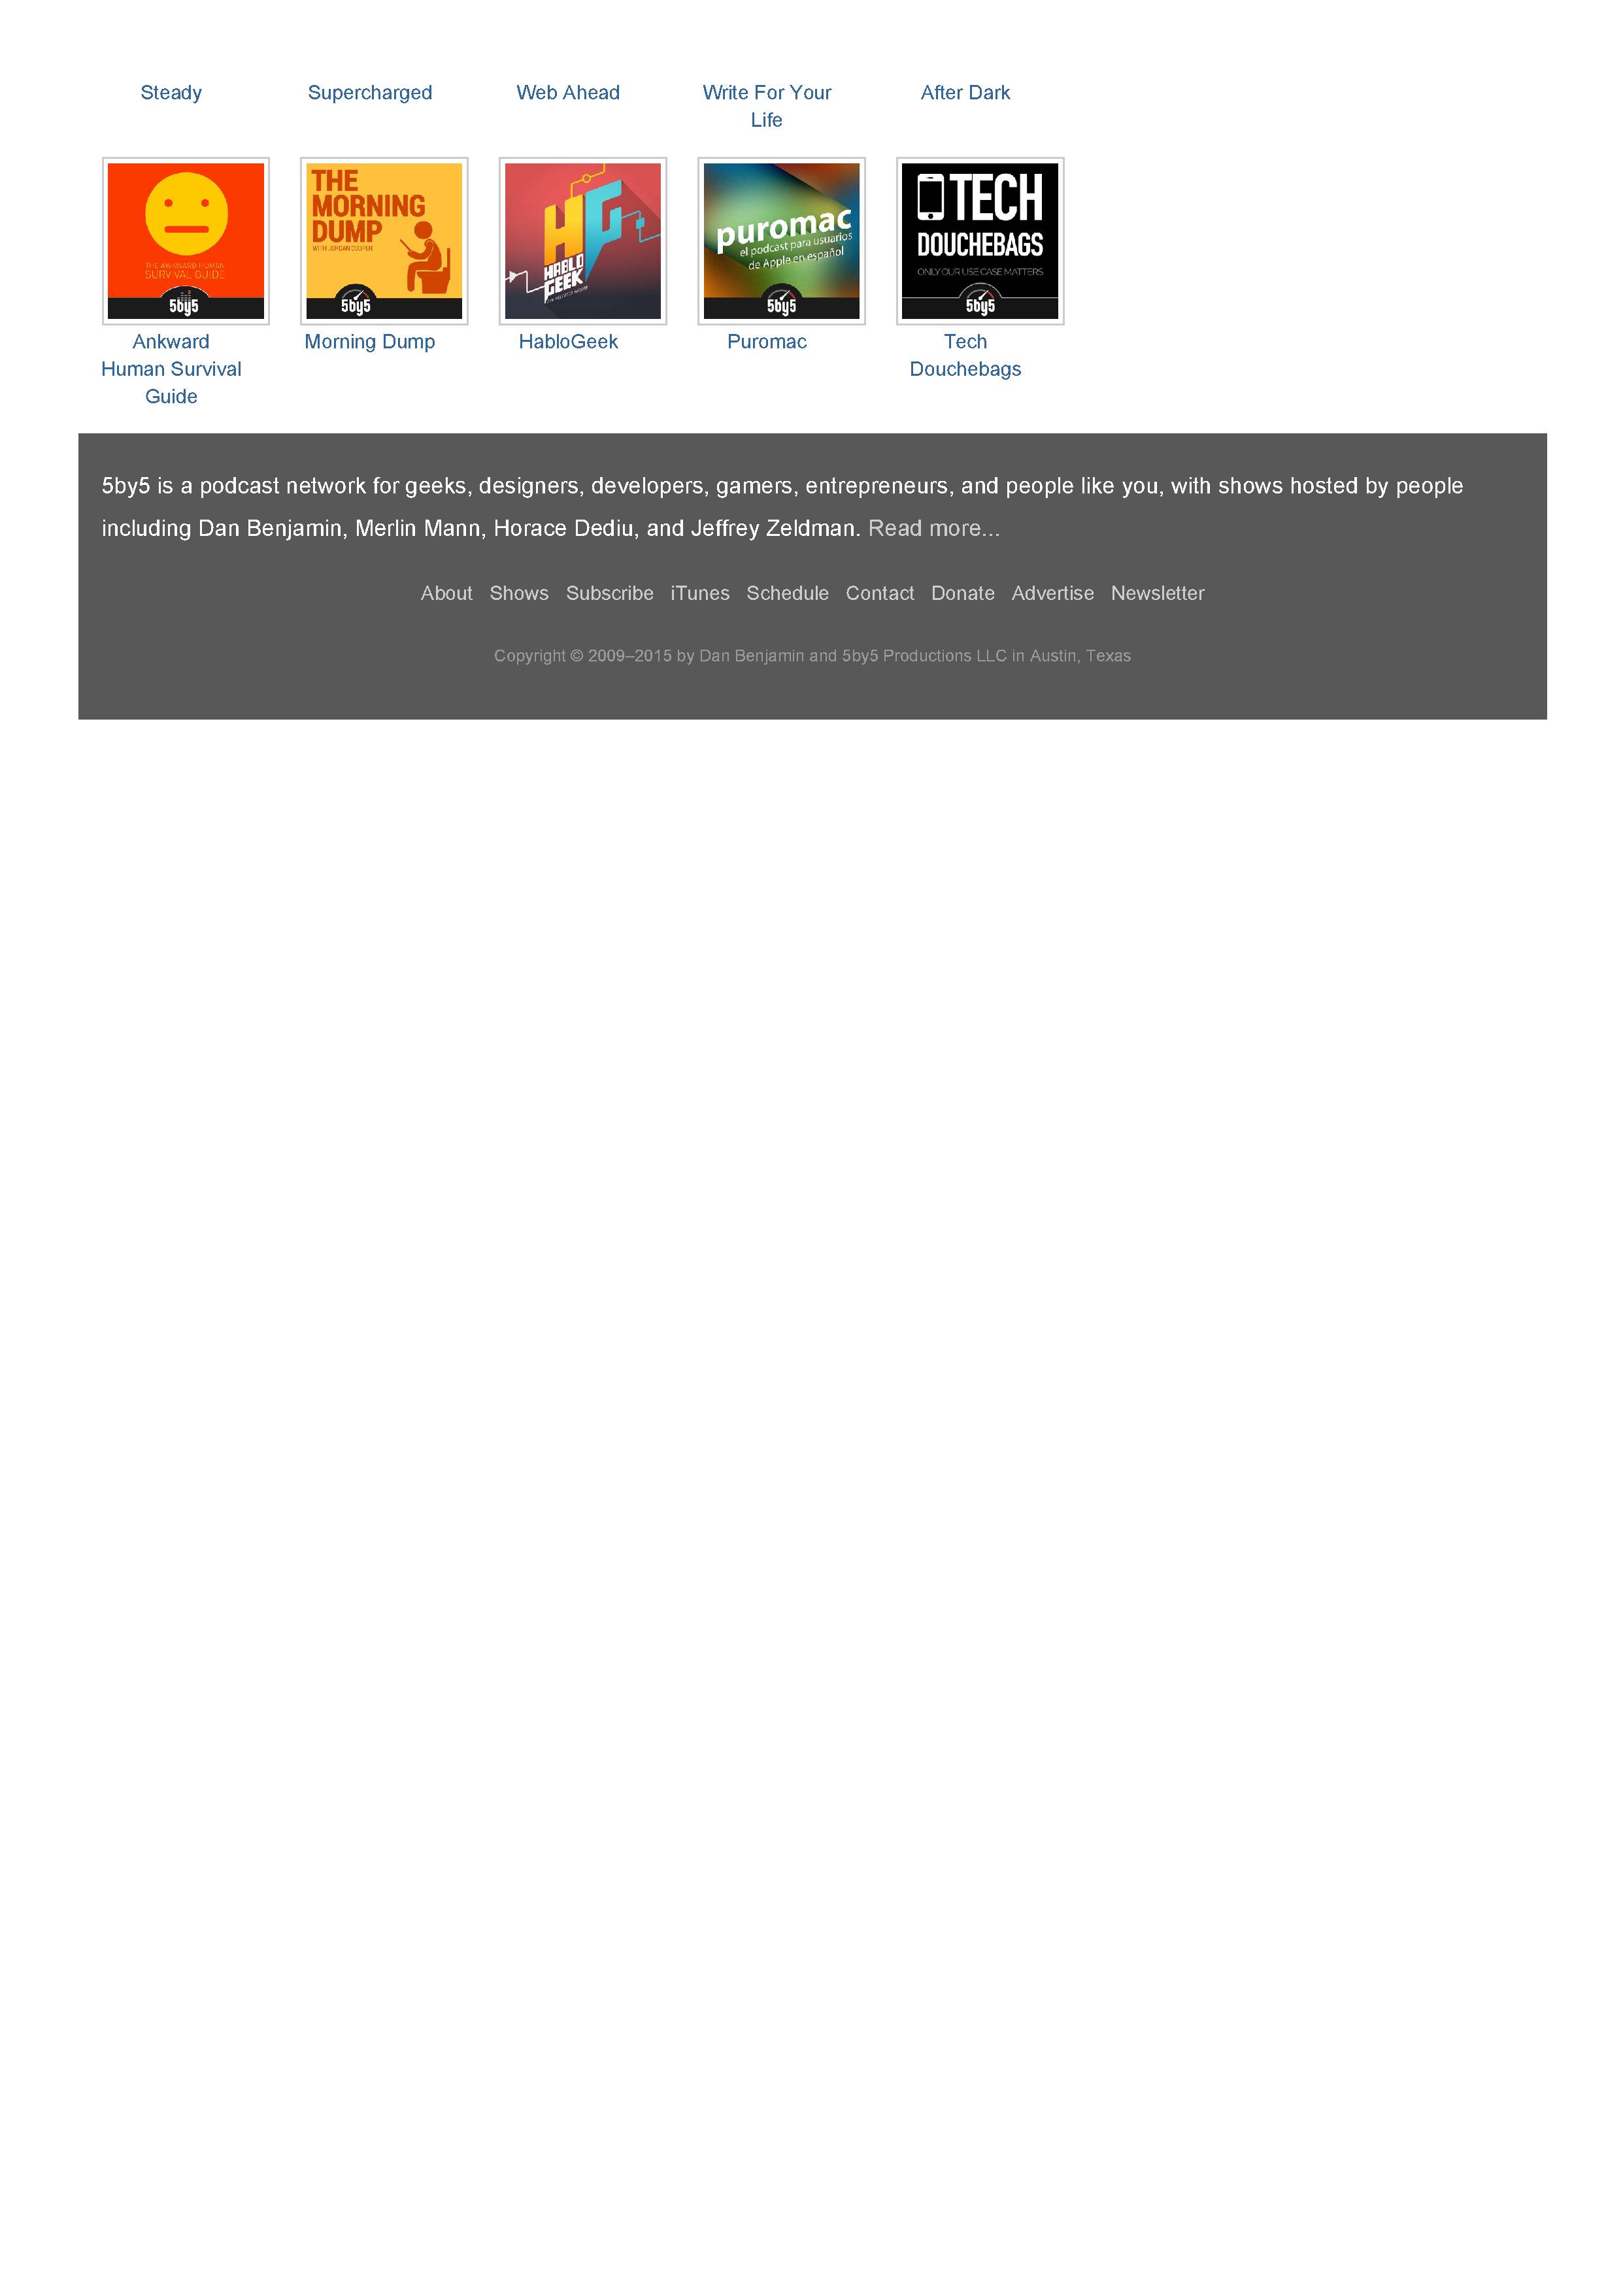 Steady
Supercharged
Web Ahead
Write For Your
Life
After Dark
THE AWKWARD HUMAN
SURVIVAL GUIDE
5by5
THE
MORNING
DUMP
WITH JORDAN COOPER
5by5
HG
HABLO
GEEK
puromac
el podcast para usuarios
de Apple en español
5by5
TECH
DOUCHEBAGS
ONLY OUR USE CASE MATTERS
5by5
Ankward
Human Survival
Guide
Morning Dump
HabloGeek
Puromac
Tech
Douchebags
5by5 is a podcast network for geeks, designers, developers, gamers, entrepreneurs, and people like you, with shows hosted by people
including Dan Benjamin, Merlin Mann, Horace Dediu, and Jeffrey Zeldman. Read more...
About Shows Subscribe iTunes Schedule Contact Donate Advertise Newsletter
Copyright © 2009–2015 by Dan Benjamin and 5by5 Productions LLC in Austin, Texas